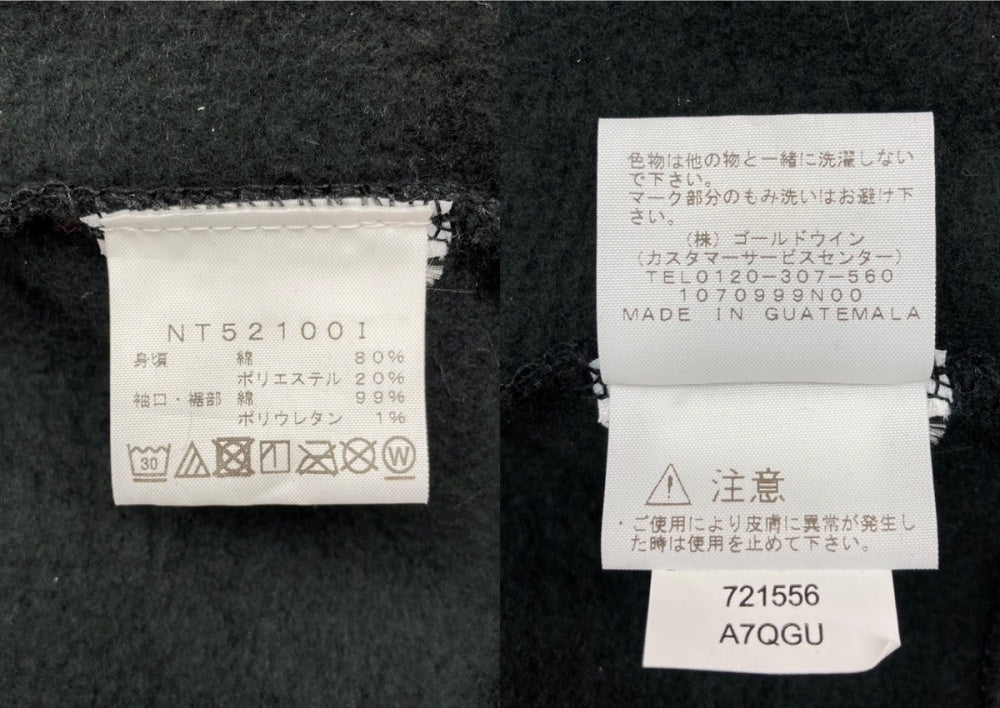 NT52100I
身頃 綿 80%
ポリエステル 20%
袖口・裾部 綿 99%
ポリウレタン 1%
30 W
色物は他の物と一緒に洗濯しない
で下さい。
マーク部分のもみ洗いはお避け下
さい。
(株)ゴールドウイン
(カスタマーサービスセンター)
TEL0120-307-560
1070999N00
MADE IN GUATEMALA
注意
・ご使用により皮膚に異常が発生し
た時は使用を止めて下さい。
721556
A7QGU